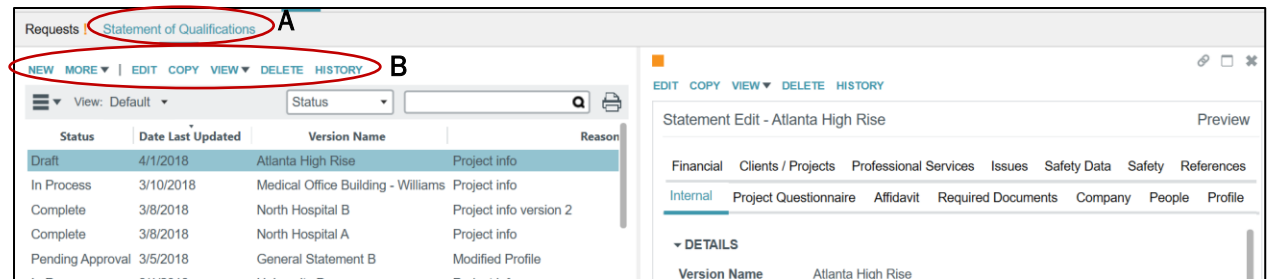 Requests ! Statement of Qualifications A
NEW MORE ▼ | EDIT COPY VIEW ▼ DELETE HISTORY B
View: Default Status
Status Date Last Updated Version Name Reason
Draft 4/1/2018 Atlanta High Rise Project info
In Process 3/10/2018 Medical Office Building - Williams Project info
Complete 3/8/2018 North Hospital B Project info version 2
Complete 3/8/2018 North Hospital A Project info
Pending Approval 3/5/2018 General Statement B Modified Profile
EDIT COPY VIEW ▼ DELETE HISTORY
Statement Edit - Atlanta High Rise Preview
Financial Clients / Projects Professional Services Issues Safety Data Safety References
Internal Project Questionnaire Affidavit Required Documents Company People Profile
DETAILS
Version Name Atlanta High Rise